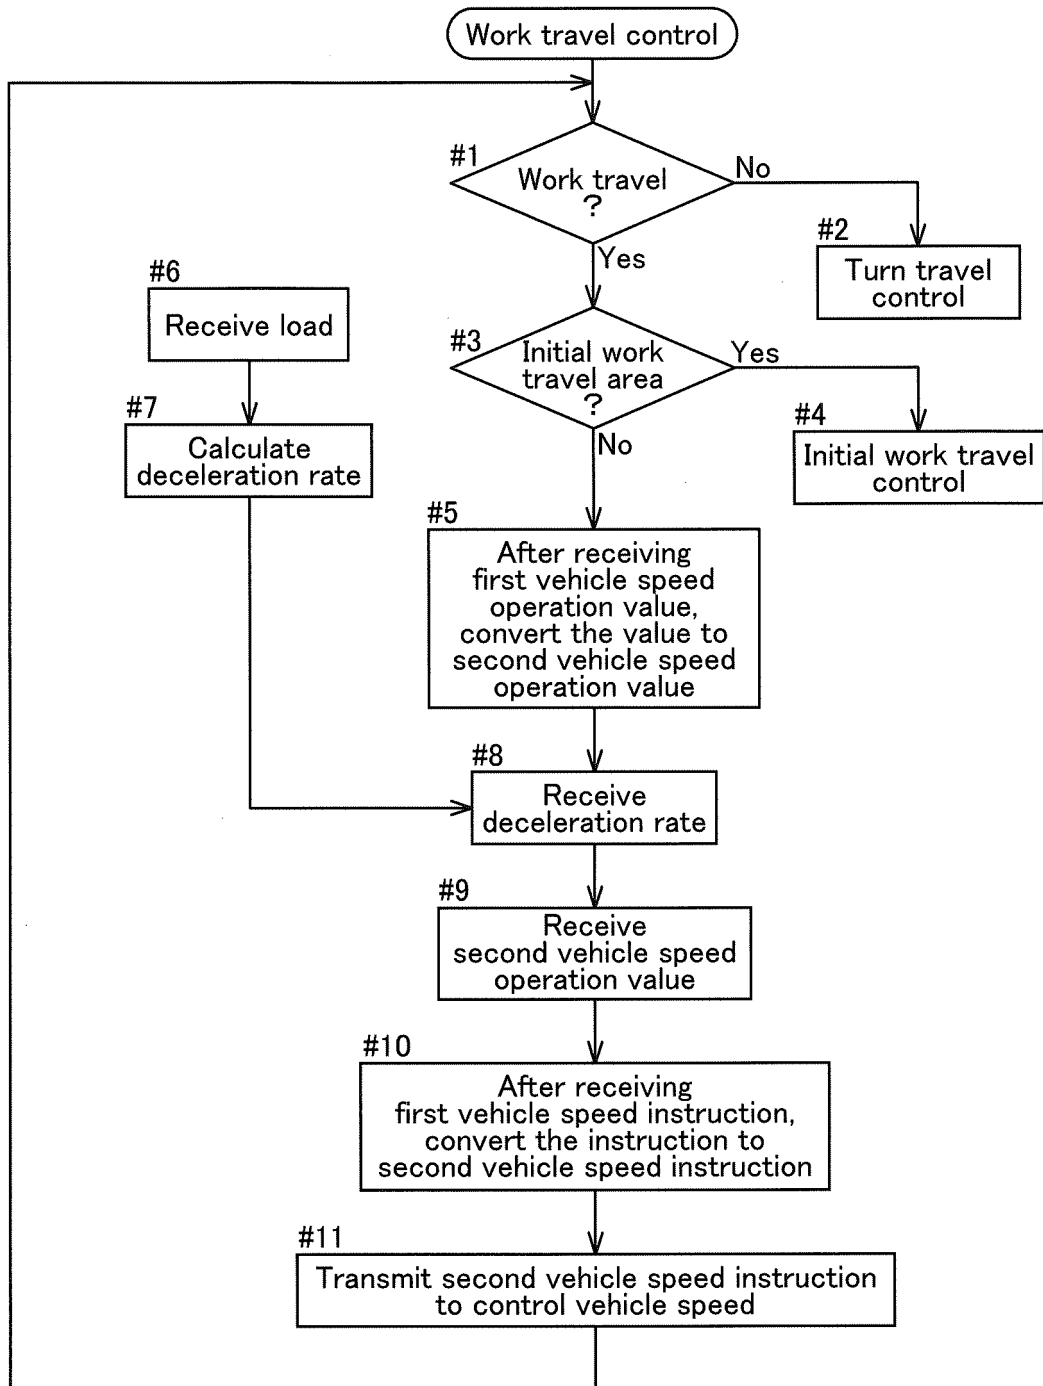 Work travel control
#1
Work travel
?
No
Yes
#2
Turn travel
control
#3
Initial work
travel area
?
Yes
No
#4
Initial work travel
control
#6
Receive load
#7
Calculate
deceleration rate
#5
After receiving
first vehicle speed
operation value,
convert the value to
second vehicle speed
operation value
#8
Receive
deceleration rate
#9
Receive
second vehicle speed
operation value
#10
After receiving
first vehicle speed instruction,
convert the instruction to
second vehicle speed instruction
#11
Transmit second vehicle speed instruction
to control vehicle speed